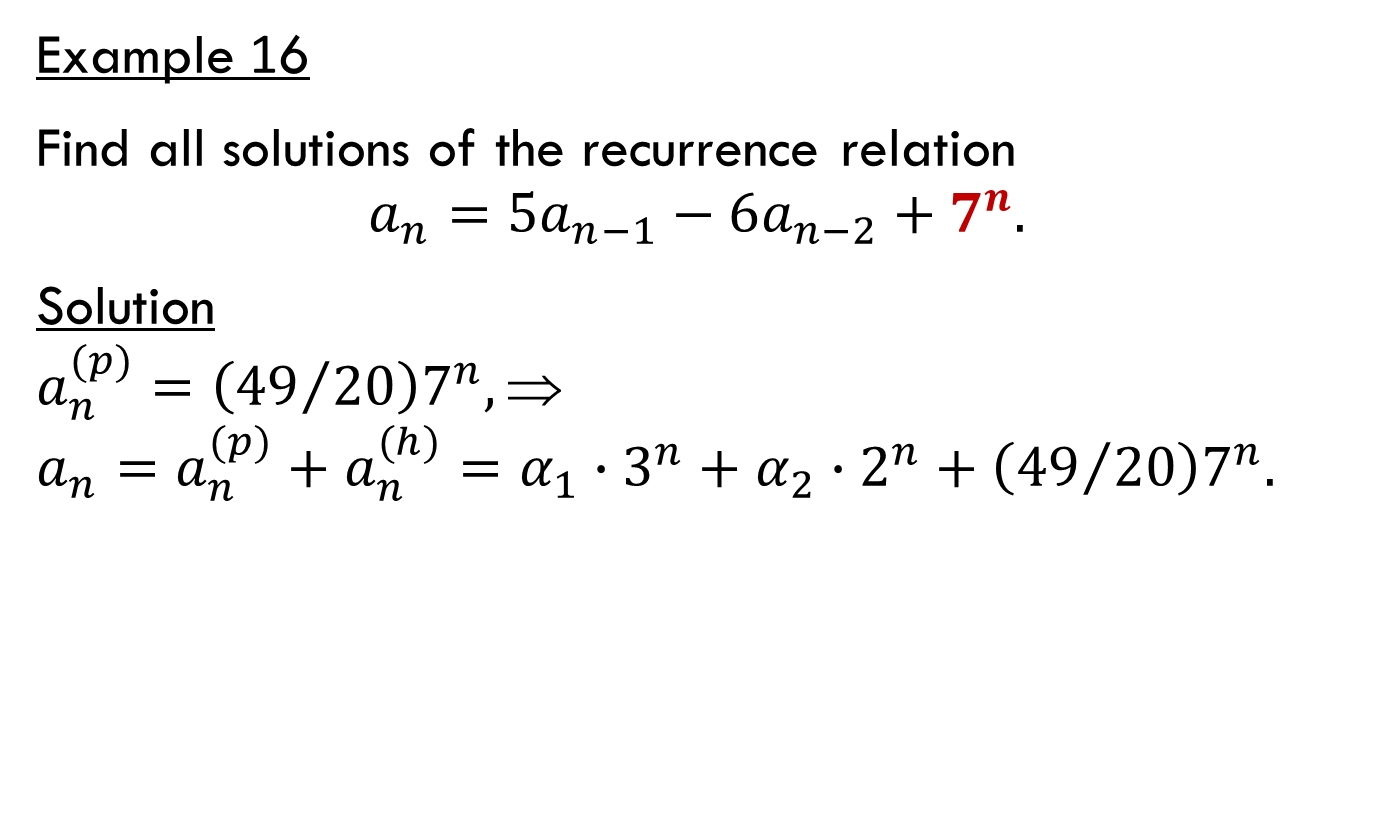 Example 16
Find all solutions of the recurrence relation
𝑎ₙ = 5𝑎ₙ₋₁ − 6𝑎ₙ₋₂ + 𝟕ⁿ.
Solution
𝑎ₙ⁽ᵖ⁾ = (49/20)7ⁿ, ⇒
𝑎ₙ = 𝑎ₙ⁽ᵖ⁾ + 𝑎ₙ⁽ʰ⁾ = 𝛼₁ · 3ⁿ + 𝛼₂ · 2ⁿ + (49/20)7ⁿ.